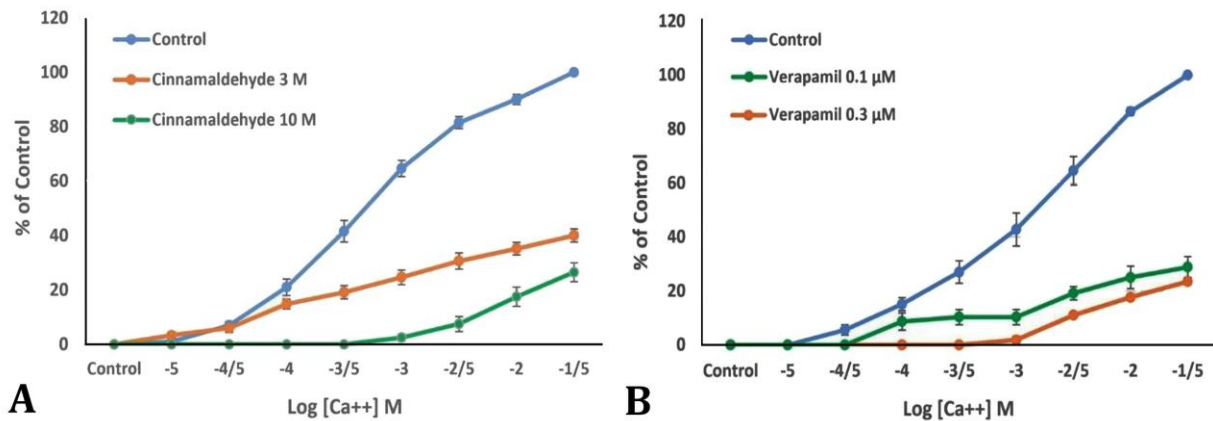 120
100
80
60
40
20
0
% of Control
Control
Cinnamaldehyde 3 M
Cinnamaldehyde 10 M
Control -5 -4/5 -4 -3/5 -3 -2/5 -2 -1/5
Log [Ca++] M
A
120
100
80
60
40
20
0
% of Control
Control
Verapamil 0.1 µM
Verapamil 0.3 µM
Control -5 -4/5 -4 -3/5 -3 -2/5 -2 -1/5
Log [Ca++] M
B